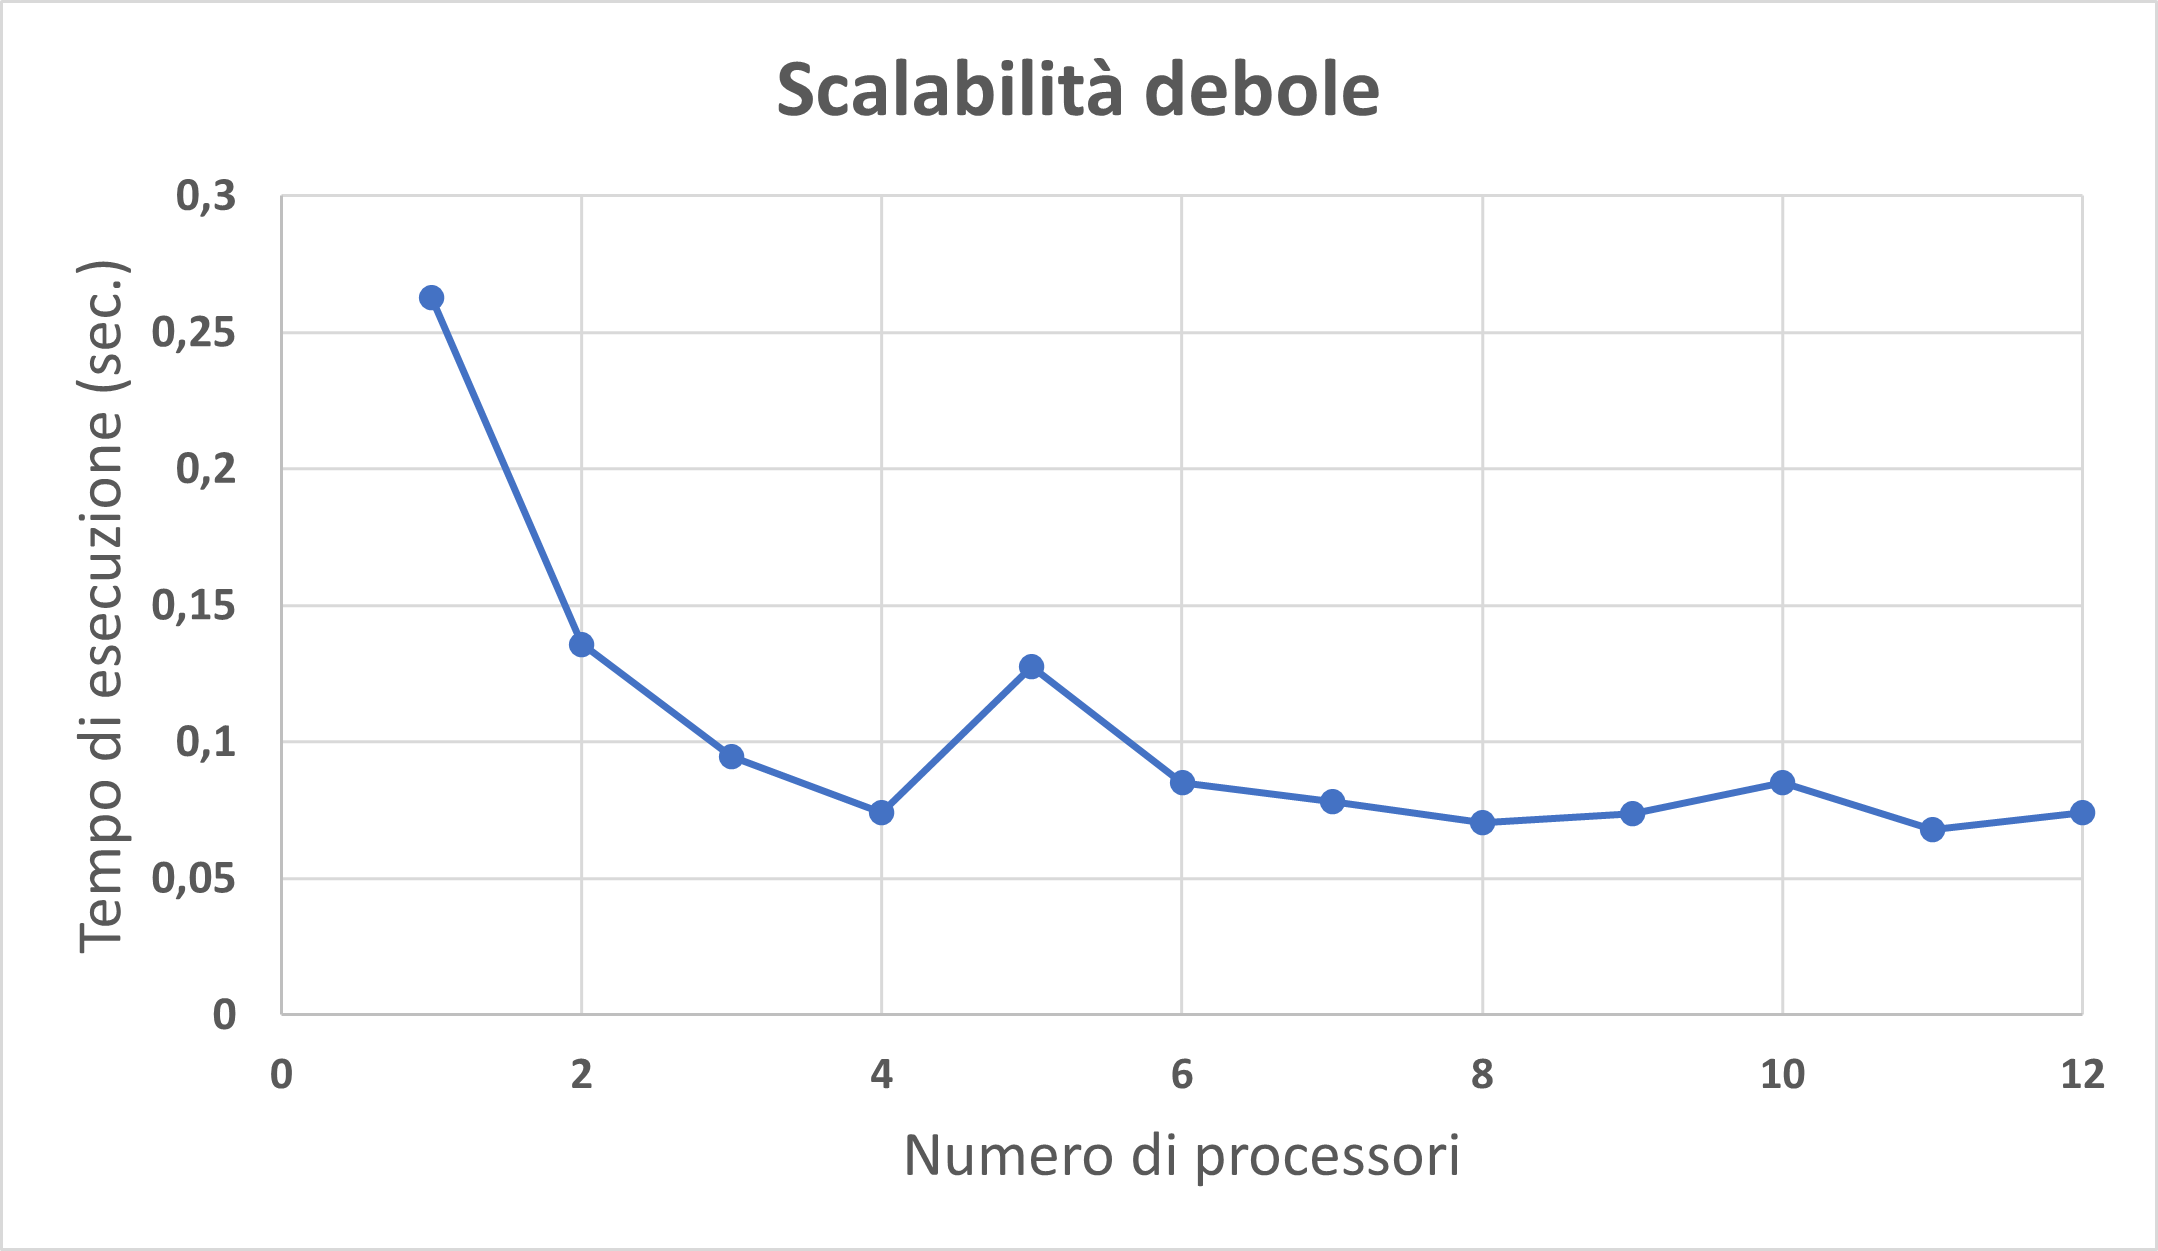 Scalabilità debole
Tempo di esecuzione (sec.)
0,3
0,25
0,2
0,15
0,1
0,05
0
0 2 4 6 8 10 12
Numero di processori